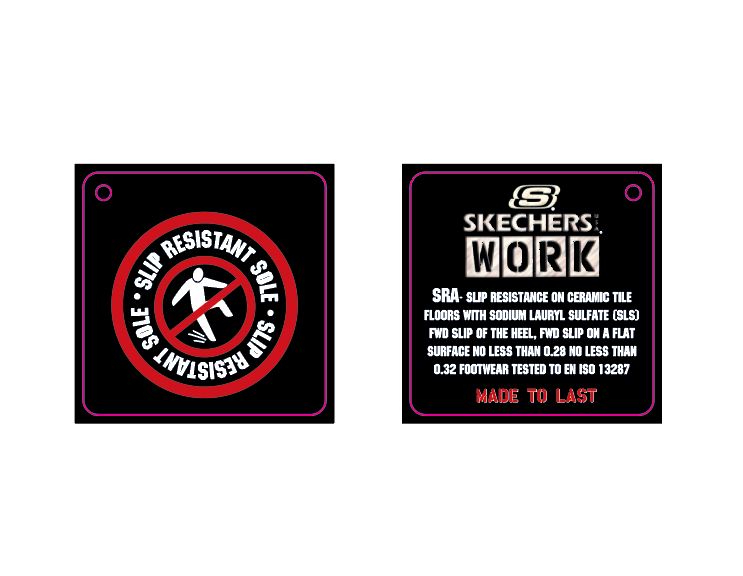 SLIP RESISTANT SOLE • SLIP RESISTANT SOLE •
S
SKECHERS USA
WORK
SRA- SLIP RESISTANCE ON CERAMIC TILE
FLOORS WITH SODIUM LAURYL SULFATE (SLS)
FWD SLIP OF THE HEEL, FWD SLIP ON A FLAT
SURFACE NO LESS THAN 0.28 NO LESS THAN
0.32 FOOTWEAR TESTED TO EN ISO 13287
MADE TO LAST